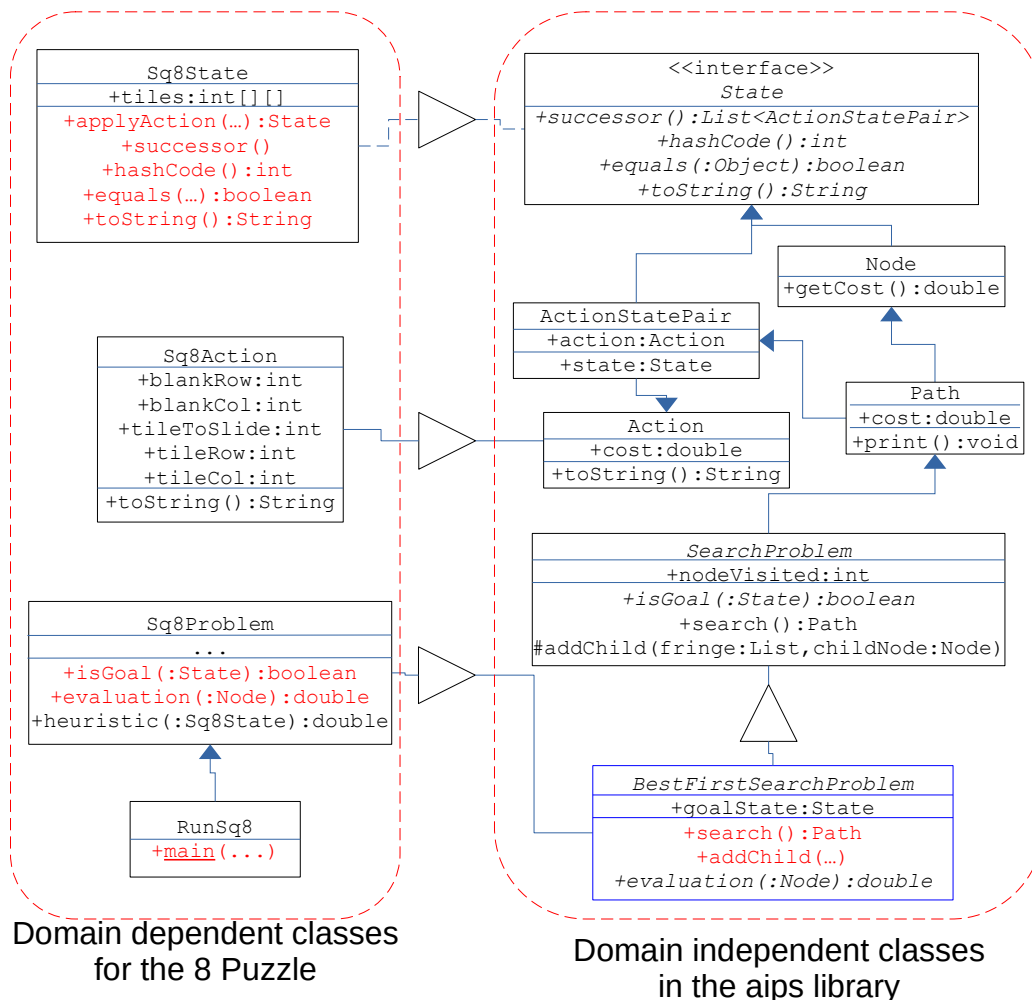 Sq8State
+tiles:int[][]
+applyAction(…):State
+successor()
+hashCode():int
+equals(…):boolean
+toString():String
<<interface>>
State
+successor():List<ActionStatePair>
+hashCode():int
+equals(:Object):boolean
+toString():String
Node
+getCost():double
ActionStatePair
+action:Action
+state:State
Sq8Action
+blankRow:int
+blankCol:int
+tileToSlide:int
+tileRow:int
+tileCol:int
+toString():String
Action
+cost:double
+toString():String
Path
+cost:double
+print():void
SearchProblem
+nodeVisited:int
+isGoal(:State):boolean
+search():Path
#addChild(fringe:List,childNode:Node)
Sq8Problem
...
+isGoal(:State):boolean
+evaluation(:Node):double
+heuristic(:Sq8State):double
RunSq8
+main(...)
BestFirstSearchProblem
+goalState:State
+search():Path
+addChild(…)
+evaluation(:Node):double
Domain dependent classes
for the 8 Puzzle
Domain independent classes
in the aips library